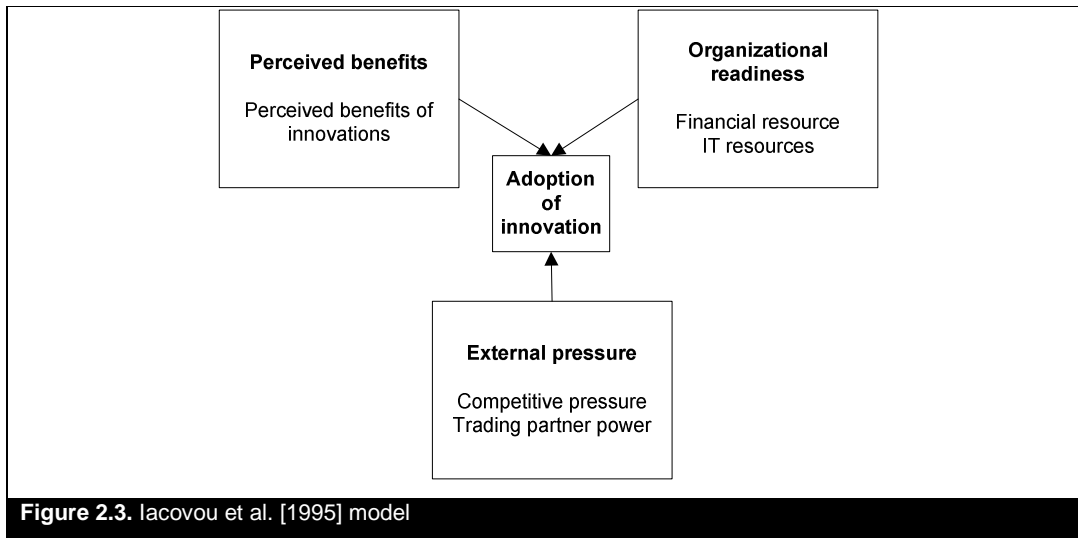 Perceived benefits
Perceived benefits of
innovations
Organizational
readiness
Financial resource
IT resources
Adoption
of
innovation
External pressure
Competitive pressure
Trading partner power
Figure 2.3. Iacovou et al. [1995] model